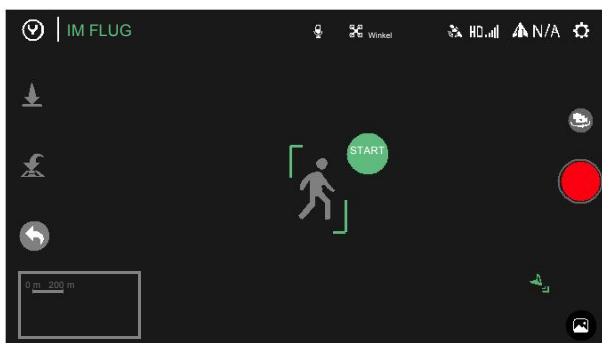 IM FLUG
Winkel
HD
N/A
START
0 m 200 m